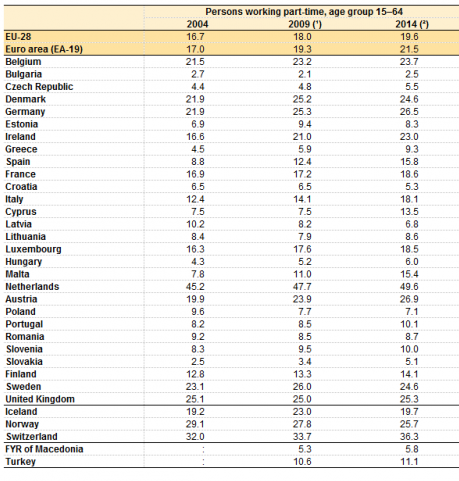 Persons working part-time, age group 15–64
2004 2009 (¹) 2014 (²)
EU-28 16.7 18.0 19.6
Euro area (EA-19) 17.0 19.3 21.5
Belgium 21.5 23.2 23.7
Bulgaria 2.7 2.1 2.5
Czech Republic 4.4 4.8 5.5
Denmark 21.9 25.2 24.6
Germany 21.9 25.3 26.5
Estonia 6.9 9.4 8.3
Ireland 16.6 21.0 23.0
Greece 4.5 5.9 9.3
Spain 8.8 12.4 15.8
France 16.9 17.2 18.6
Croatia 6.5 6.5 5.3
Italy 12.4 14.1 18.1
Cyprus 7.5 7.5 13.5
Latvia 10.2 8.2 6.8
Lithuania 8.4 7.9 8.6
Luxembourg 16.3 17.6 18.5
Hungary 4.3 5.2 6.0
Malta 7.8 11.0 15.4
Netherlands 45.2 47.7 49.6
Austria 19.9 23.9 26.9
Poland 9.6 7.7 7.1
Portugal 8.2 8.5 10.1
Romania 9.2 8.5 8.7
Slovenia 8.3 9.5 10.0
Slovakia 2.5 3.4 5.1
Finland 12.8 13.3 14.1
Sweden 23.1 26.0 24.6
United Kingdom 25.1 25.0 25.3
Iceland 19.2 23.0 19.7
Norway 29.1 27.8 25.7
Switzerland 32.0 33.7 36.3
FYR of Macedonia : 5.3 5.8
Turkey : 10.6 11.1